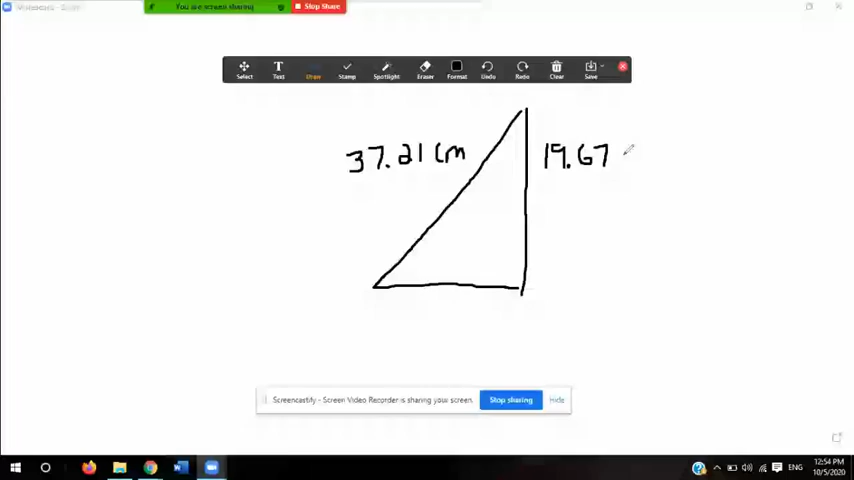 You are screen sharing
Stop Share
Select
Text
Draw
Stamp
Spotlight
Eraser
Format
Undo
Redo
Clear
Save
37.21 cm
19.67
Screencastify - Screen Video Recorder is sharing your screen.
Stop sharing
Hide
ENG
12:54 PM
10/5/2020